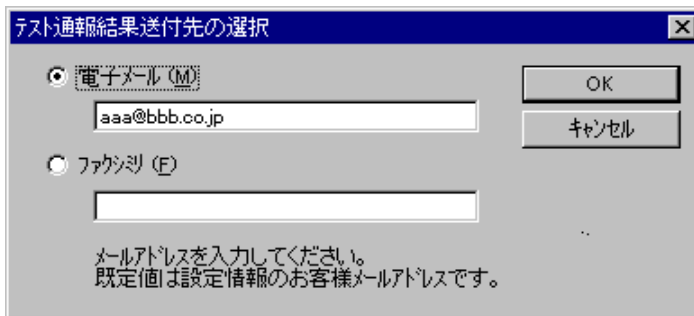 テスト通報結果送付先の選択
電子メール (M)
OK
aaa@bbb.co.jp
キャンセル
ファクシミリ (F)
メールアドレスを入力してください。
既定値は設定情報のお客様メールアドレスです。